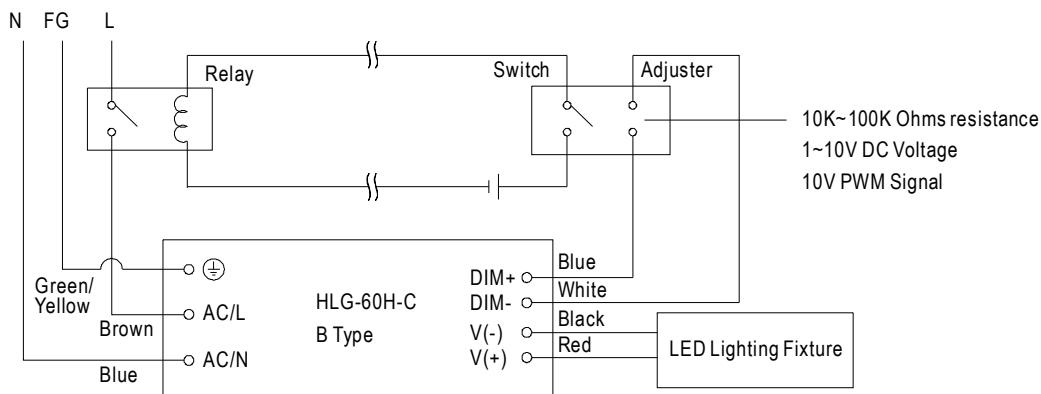 N FG L
Relay
Switch
Adjuster
10K~100K Ohms resistance
1~10V DC Voltage
10V PWM Signal
Green/
Yellow
Brown
Blue
AC/L
AC/N
HLG-60H-C
B Type
DIM+
DIM-
V(-)
V(+)
Blue
White
Black
Red
LED Lighting Fixture